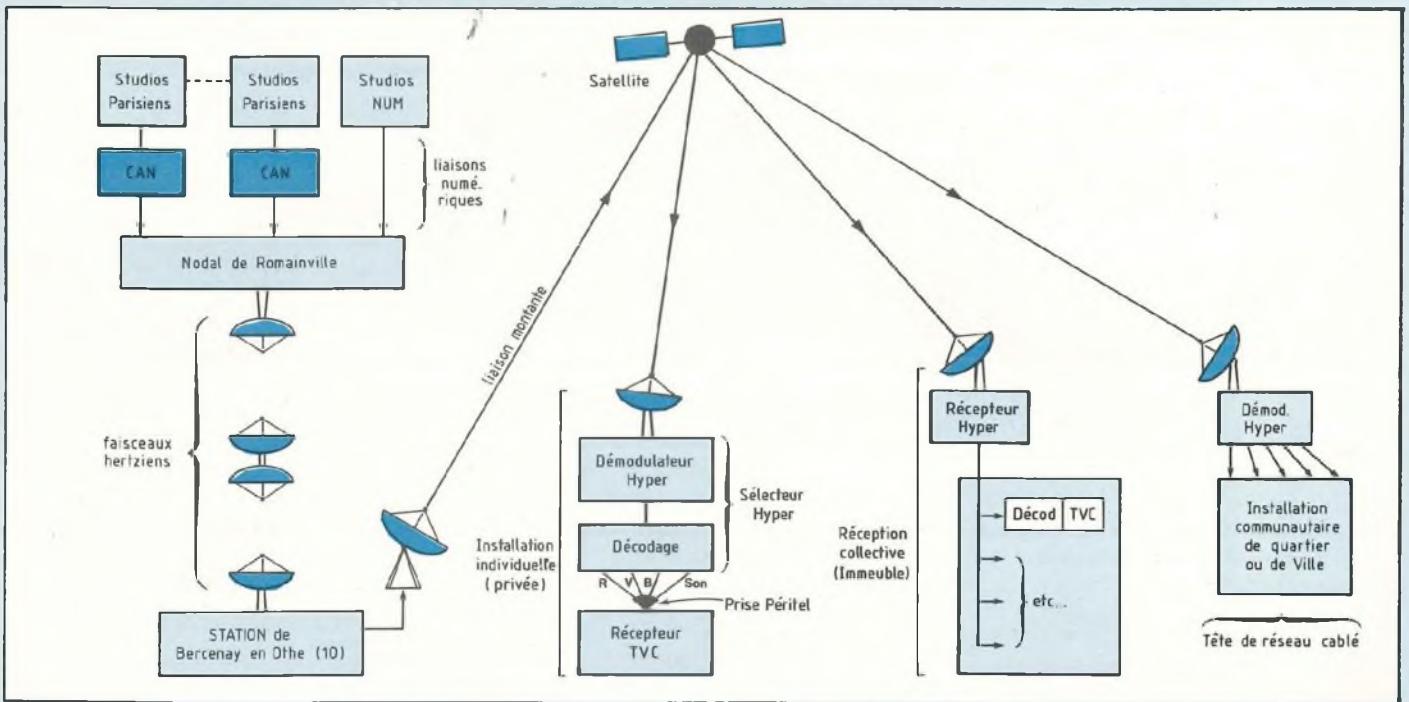 Studios
Parisiens
Studios
Parisiens
Studios
NUM
CAN
CAN
liaisons
numé-
riques
Nodal de Romainville
faisceaux
hertziens
STATION de
Bercenay en Othe (10)
liaison montante
Satellite
Installation
individuelle
(privée)
Démodulateur
Hyper
Décodage
Sélecteur
Hyper
R V B Son
Prise Péritel
Récepteur
TVC
Réception
collective
(Immeuble)
Récepteur
Hyper
Décod TVC
etc...
Démod.
Hyper
Installation
communautaire
de quartier
ou de Ville
Tête de réseau cablé